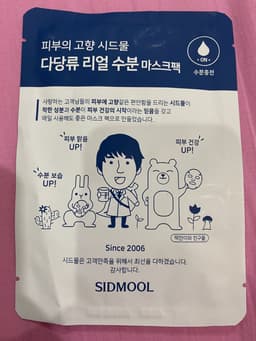 피부의 고향 시드물
다당류 리얼 수분 마스크팩
ON
수분충전
사랑하는 고객님들의 피부에 고향같은 편안함을 드리는 시드물이
착한 성분과 수분이 피부 건강의 시작이라는 믿음을 갖고
매일 사용해도 좋은 마스크 팩으로 만들었습니다.
피부 맑음
UP!
피부 건강
UP!
수분 보습
UP!
Since 2006
시드물은 고객만족을 위해서 최선을 다하겠습니다.
감사합니다.
SIDMOOL